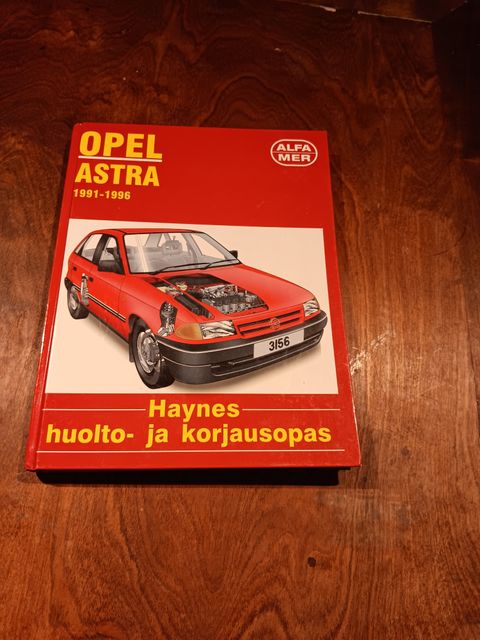 OPEL
ASTRA
1991-1996
ALFA
MER
3156
Haynes
huolto- ja korjausopas